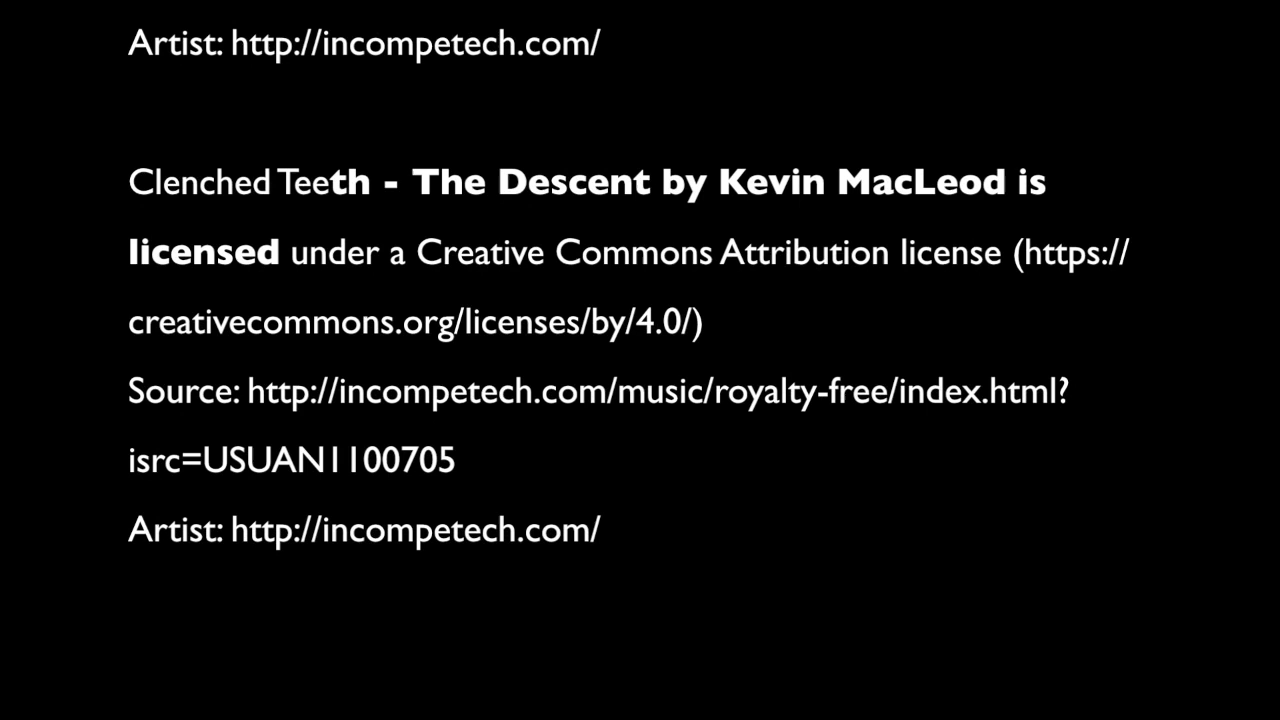 Artist: http://incompetech.com/
Clenched Teeth - The Descent by Kevin MacLeod is
licensed under a Creative Commons Attribution license (https://
creativecommons.org/licenses/by/4.0/)
Source: http://incompetech.com/music/royalty-free/index.html?
isrc=USUAN1100705
Artist: http://incompetech.com/